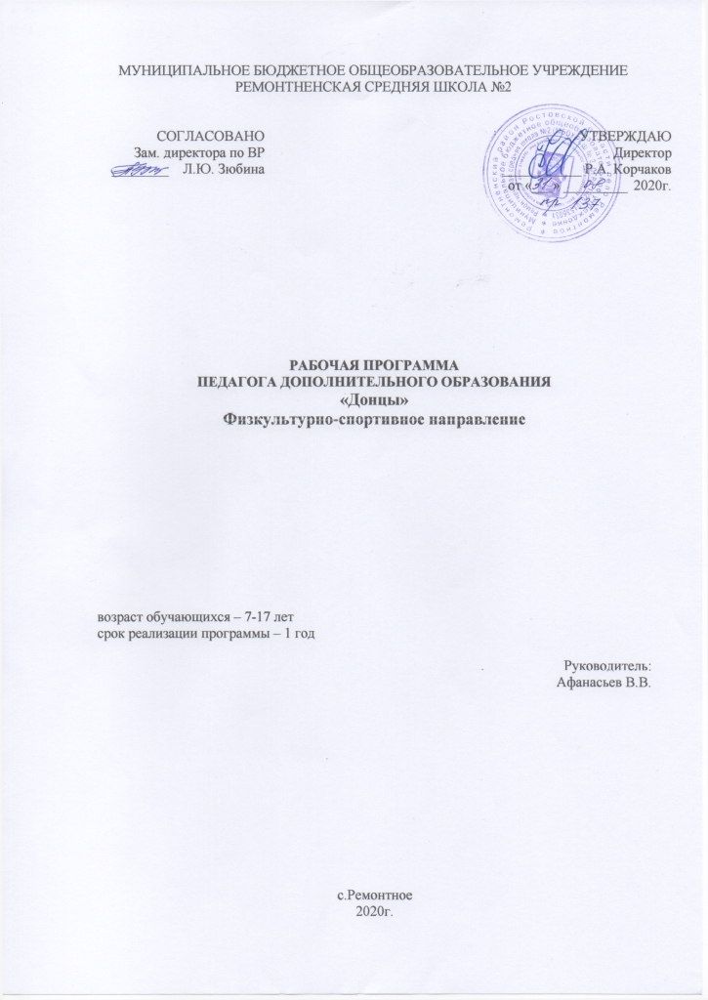 МУНИЦИПАЛЬНОЕ БЮДЖЕТНОЕ ОБЩЕОБРАЗОВАТЕЛЬНОЕ УЧРЕЖДЕНИЕ
РЕМОНТНЕНСКАЯ СРЕДНЯЯ ШКОЛА №2
СОГЛАСОВАНО
Зам. директора по ВР
Л.Ю. Зюбина
УТВЕРЖДАЮ
Директор
Р.А. Корчаков
от «31» 08 2020г.
пр. 137
РАБОЧАЯ ПРОГРАММА
ПЕДАГОГА ДОПОЛНИТЕЛЬНОГО ОБРАЗОВАНИЯ
«Донцы»
Физкультурно-спортивное направление
возраст обучающихся – 7-17 лет
срок реализации программы – 1 год
Руководитель:
Афанасьев В.В.
с.Ремонтное
2020г.